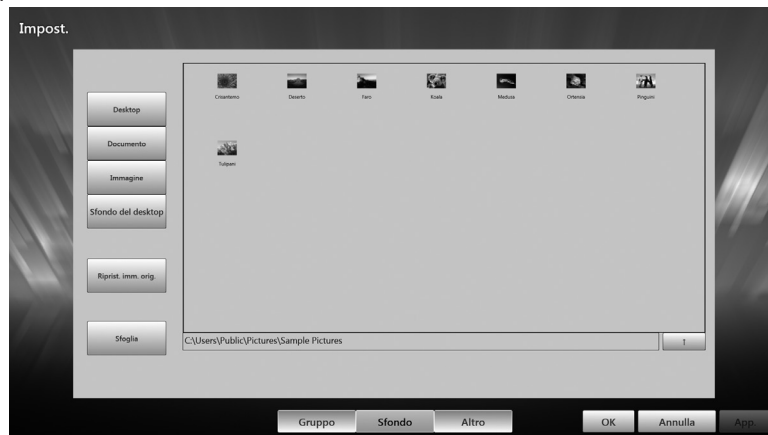 Impost.
Crisantemo Deserto Faro Koala Medusa Ortensia Pinguini
Desktop
Documento
Tulipani
Immagine
Sfondo del desktop
Riprist. imm. orig.
Sfoglia
C:\Users\Public\Pictures\Sample Pictures
↑
Gruppo Sfondo Altro OK Annulla App.